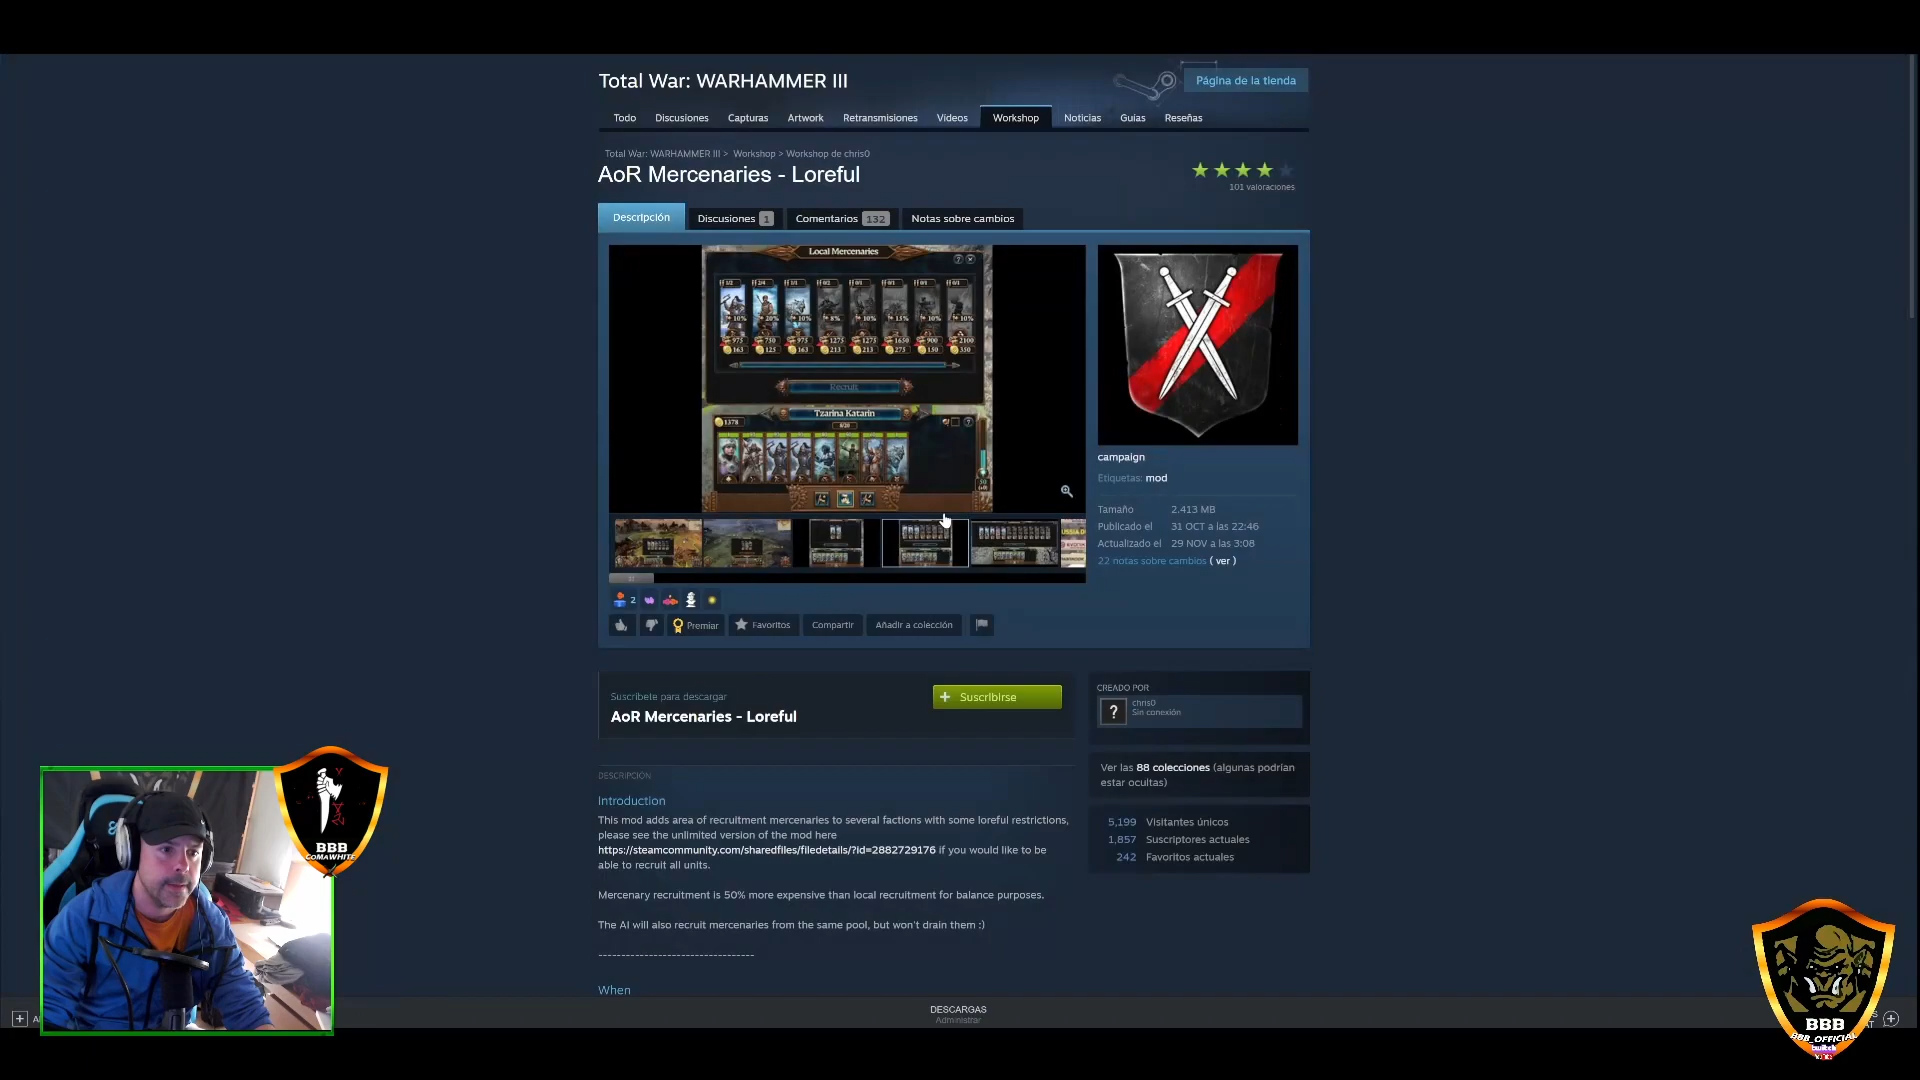 Total War: WARHAMMER III
Página de la tienda
Todo Discusiones Capturas Artwork Retransmisiones Vídeos Workshop Noticias Guías Reseñas
Total War: WARHAMMER III > Workshop > Workshop de chris0
AoR Mercenaries - Loreful
101 valoraciones
Descripción Discusiones 1 Comentarios 132 Notas sobre cambios
Local Mercenaries
Recruit
Tzarina Katarin
1378
campaign
Etiquetas: mod
Tamaño 2.413 MB
Publicado el 31 OCT a las 22:46
Actualizado el 29 NOV a las 3:08
22 notas sobre cambios ( ver )
2
Premiar Favoritos Compartir Añadir a colección
Suscríbete para descargar
AoR Mercenaries - Loreful
+ Suscribirse
CREADO POR
chris0
Sin conexión
Ver las 88 colecciones (algunas podrían
estar ocultas)
5,199 Visitantes únicos
1,857 Suscriptores actuales
242 Favoritos actuales
DESCRIPCIÓN
Introduction
This mod adds area of recruitment mercenaries to several factions with some loreful restrictions,
please see the unlimited version of the mod here
https://steamcommunity.com/sharedfiles/filedetails/?id=2882729176 if you would like to be
able to recruit all units.
Mercenary recruitment is 50% more expensive than local recruitment for balance purposes.
The AI will also recruit mercenaries from the same pool, but won't drain them :)
----------------------------------
When
DESCARGAS
Administrar
BBB
CoMaWHITE
BBB
BBB_OFFICIAL
twitch